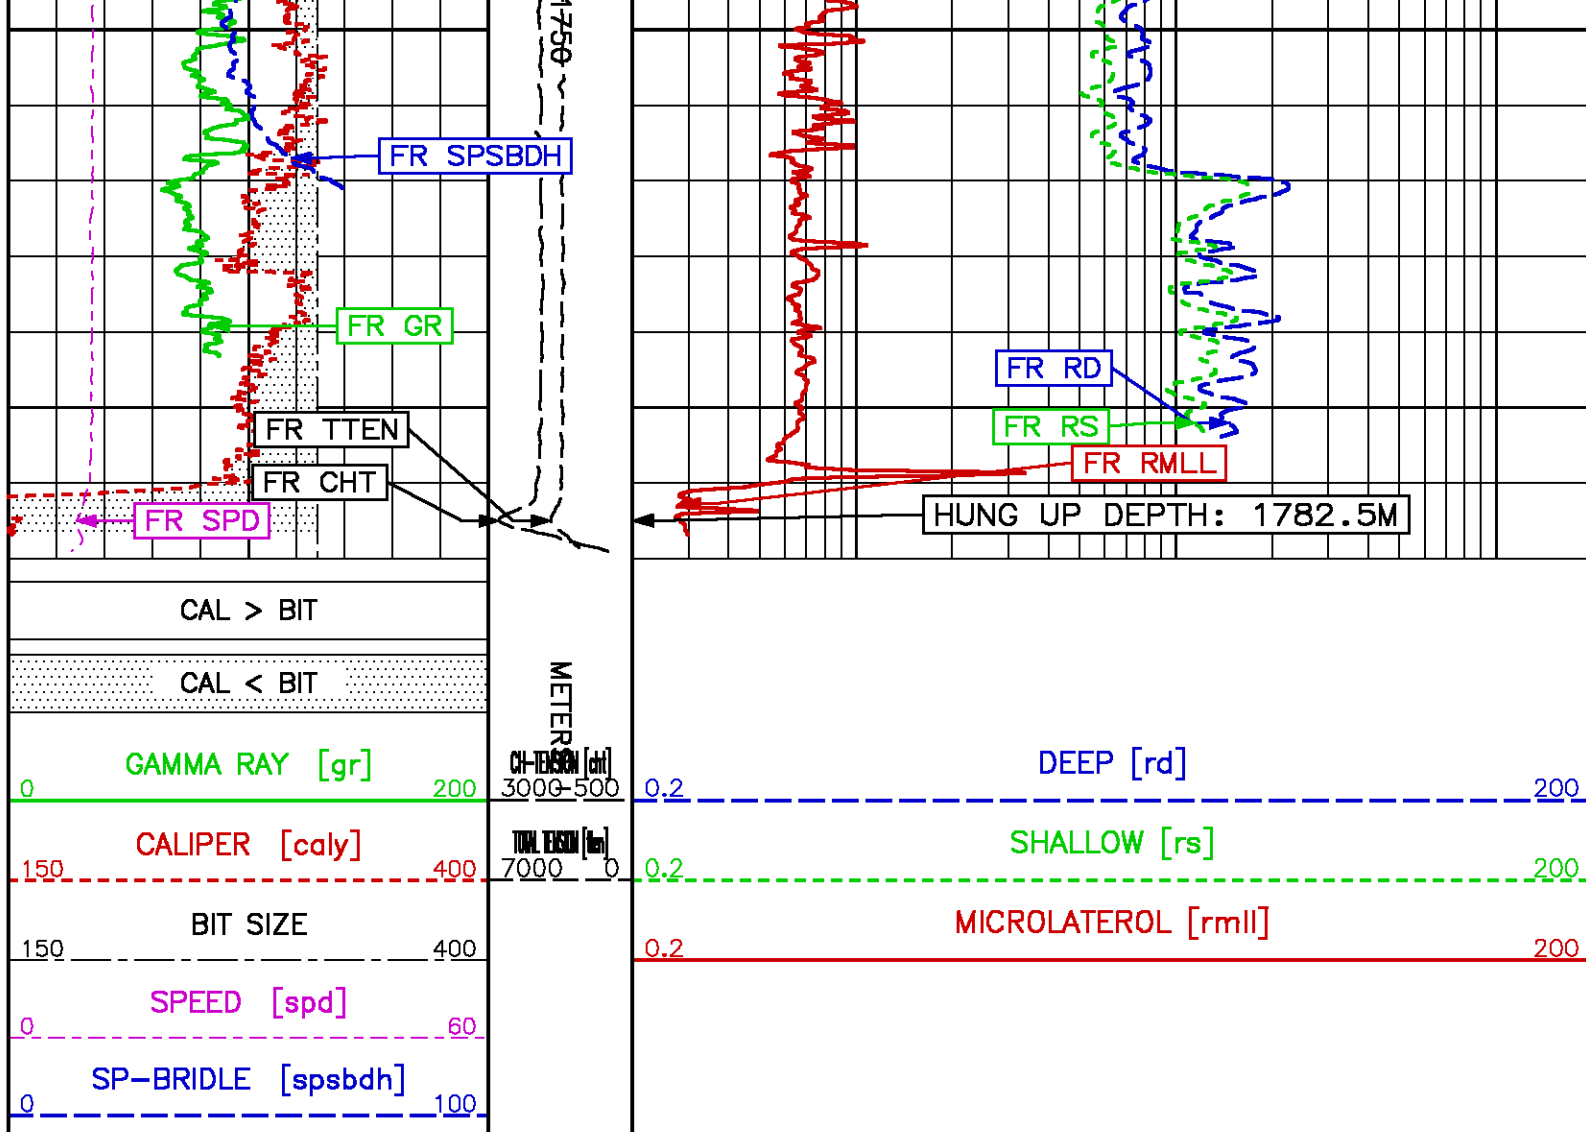 1750
FR SPSBDH
FR GR
FR RD
FR TTEN
FR RS
FR RMLL
FR CHT
FR SPD
HUNG UP DEPTH: 1782.5M
CAL > BIT
CAL < BIT
METERS
GAMMA RAY [gr]
0 200
3000 -500
DEEP [rd]
0.2 200
CALIPER [caly]
150 400
7000 0
SHALLOW [rs]
0.2 200
BIT SIZE
150 400
MICROLATEROL [rmll]
0.2 200
SPEED [spd]
0 60
SP-BRIDLE [spsbdh]
0 100